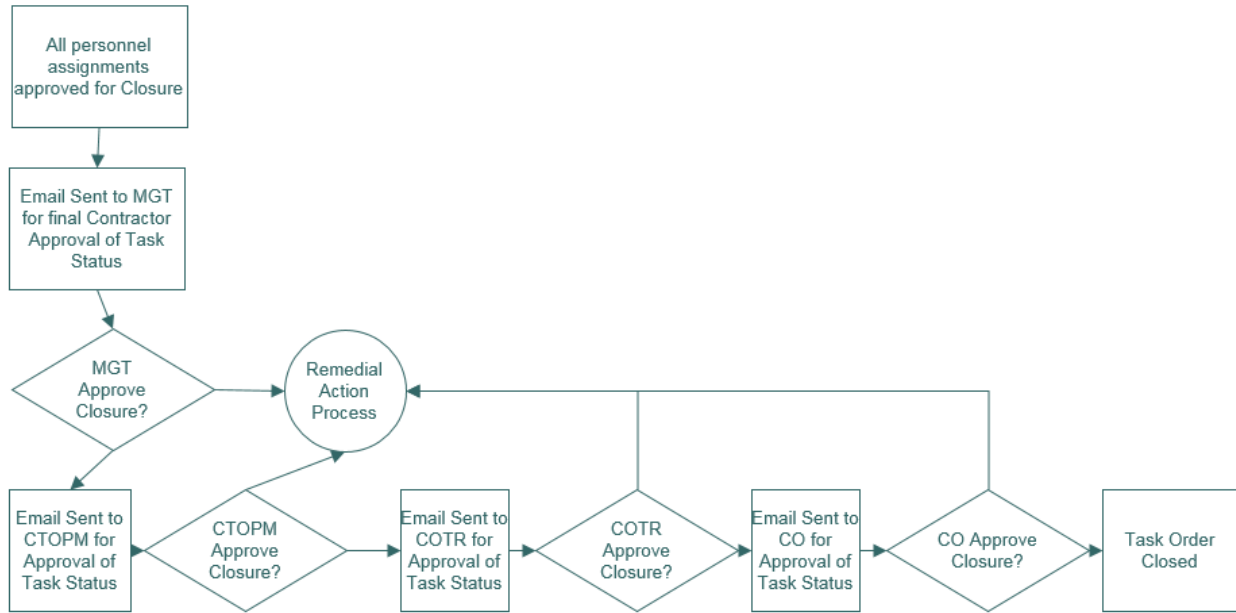 All personnel
assignments
approved for Closure
Email Sent to MGT
for final Contractor
Approval of Task
Status
MGT
Approve
Closure?
Remedial
Action
Process
Email Sent to
CTOPM for
Approval of
Task Status
CTOPM
Approve
Closure?
Email Sent to
COTR for
Approval of
Task Status
COTR
Approve
Closure?
Email Sent
to CO for
Approval of
Task Status
CO Approve
Closure?
Task Order
Closed